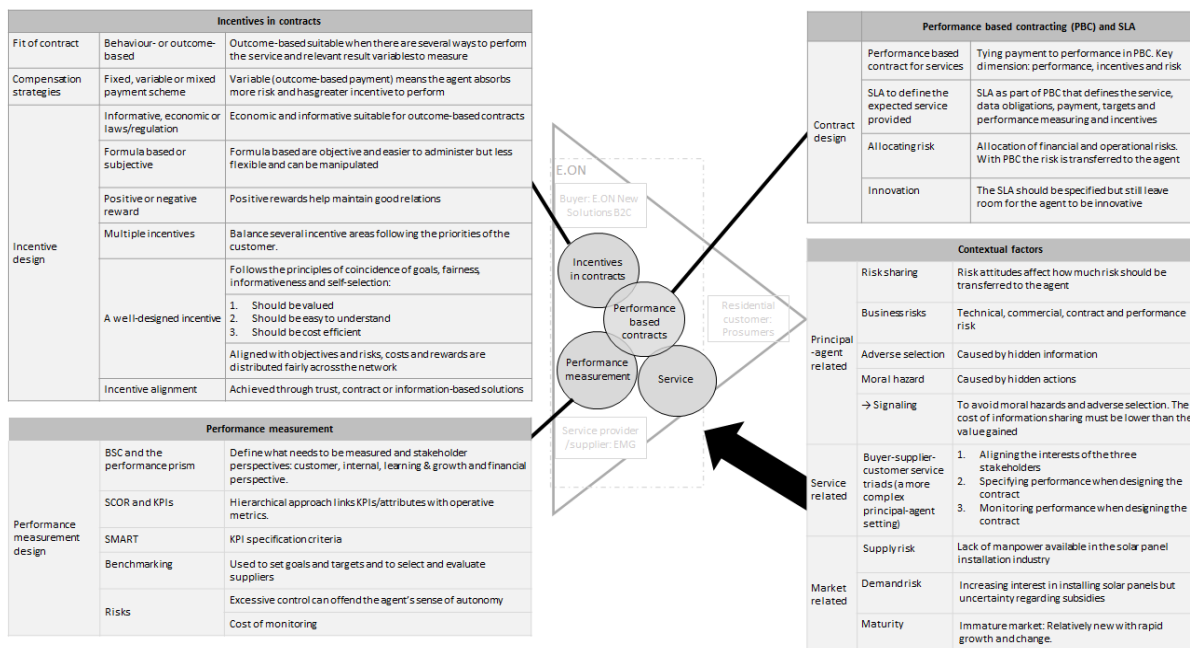 Incentives in contracts
Fit of contract
Behaviour- or outcome-
based
Outcome-based suitable when there are several ways to perform
the service and relevant result variables to measure
Compensation
strategies
Fixed, variable or mixed
payment scheme
Variable (outcome-based payment) means the agent absorbs
more risk and hasgreater incentive to perform
Incentive
design
Informative, economic or
laws/regulation
Economic and informative suitable for outcome-based contracts
Formula based or
subjective
Formula based are objective and easier to administer but less
flexible and can be manipulated
Positive or negative
reward
Positive rewards help maintain good relations
Multiple incentives
Balance several incentive areas following the priorities of the
customer.
A well-designed incentive
Follows the principles of coincidence of goals, fairness,
informativeness and self-selection:
1. Should be valued
2. Should be easy to understand
3. Should be cost efficient
Aligned with objectives and risks, costs and rewards are
distributed fairly across the network
Incentive alignment
Achieved through trust, contract or information-based solutions
Performance measurement
Performance
measurement
design
BSC and the
performance prism
Define what needs to be measured and stakeholder
perspectives: customer, internal, learning & growth and financial
perspective.
SCOR and KPIs
Hierarchical approach links KPIs/attributes with operative
metrics.
SMART
KPI specification criteria
Benchmarking
Used to set goals and targets and to select and evaluate
suppliers
Risks
Excessive control can offend the agent's sense of autonomy
Cost of monitoring
E.ON
Buyer: E.ON New
Solutions B2C
Incentives
in contracts
Performance
based
contracts
Performance
measurement
Service
Residential
customer:
Prosumers
Service provider
/supplier: EMG
Performance based contracting (PBC) and SLA
Contract
design
Performance based
contract for services
Tying payment to performance in PBC. Key
dimension: performance, incentives and risk
SLA to define the
expected service
provided
SLA as part of PBC that defines the service,
data obligations, payment, targets and
performance measuring and incentives
Allocating risk
Allocation of financial and operational risks.
With PBC the risk is transferred to the agent
Innovation
The SLA should be specified but still leave
room for the agent to be innovative
Contextual factors
Principal
-agent
related
Risk sharing
Risk attitudes affect how much risk should be
transferred to the agent
Business risks
Technical, commercial, contract and performance
risk
Adverse selection
Caused by hidden information
Moral hazard
Caused by hidden actions
→ Signaling
To avoid moral hazards and adverse selection. The
cost of information sharing must be lower than the
value gained
Service
related
Buyer-supplier-
customer service
triads (a more
complex
principal-agent
setting)
1. Aligning the interests of the three
stakeholders
2. Specifying performance when designing the
contract
3. Monitoring performance when designing the
contract
Market
related
Supply risk
Lack of manpower available in the solar panel
installation industry
Demand risk
Increasing interest in installing solar panels but
uncertainty regarding subsidies
Maturity
Immature market: Relatively new with rapid
growth and change.